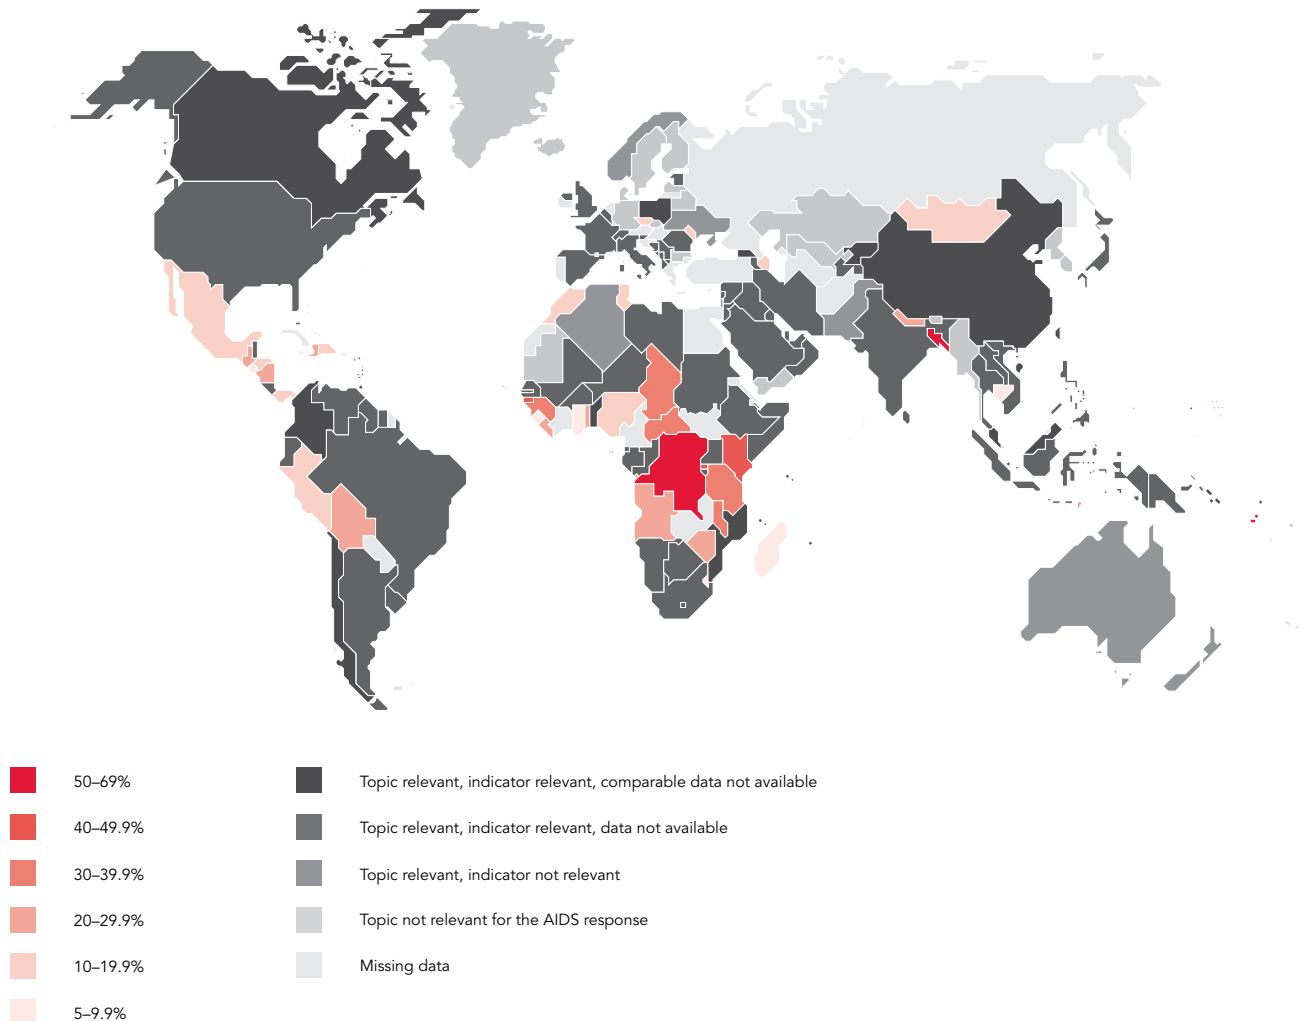 50–69%
40–49.9%
30–39.9%
20–29.9%
10–19.9%
5–9.9%
Topic relevant, indicator relevant, comparable data not available
Topic relevant, indicator relevant, data not available
Topic relevant, indicator not relevant
Topic not relevant for the AIDS response
Missing data